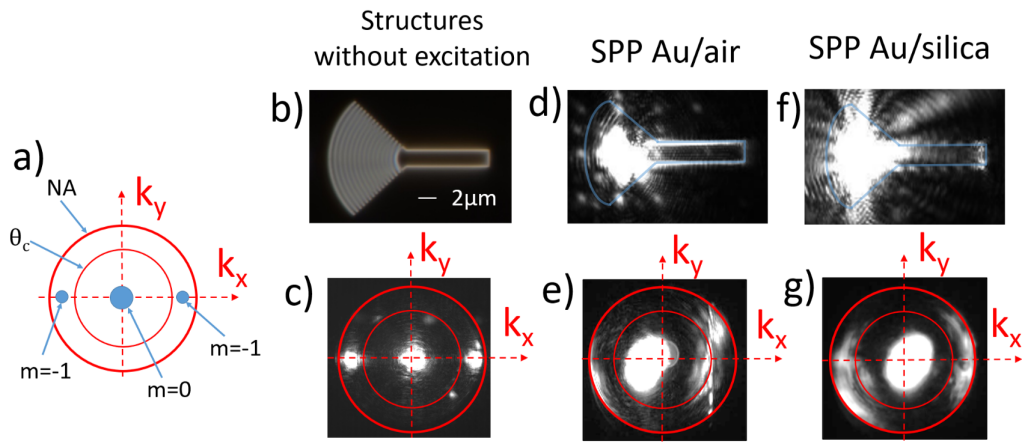 Structures
without excitation
SPP Au/air
SPP Au/silica
b)
d)
f)
2µm
a)
NA
θc
ky
kx
m=-1
m=0
m=-1
c)
ky
kx
e)
ky
kx
g)
ky
kx